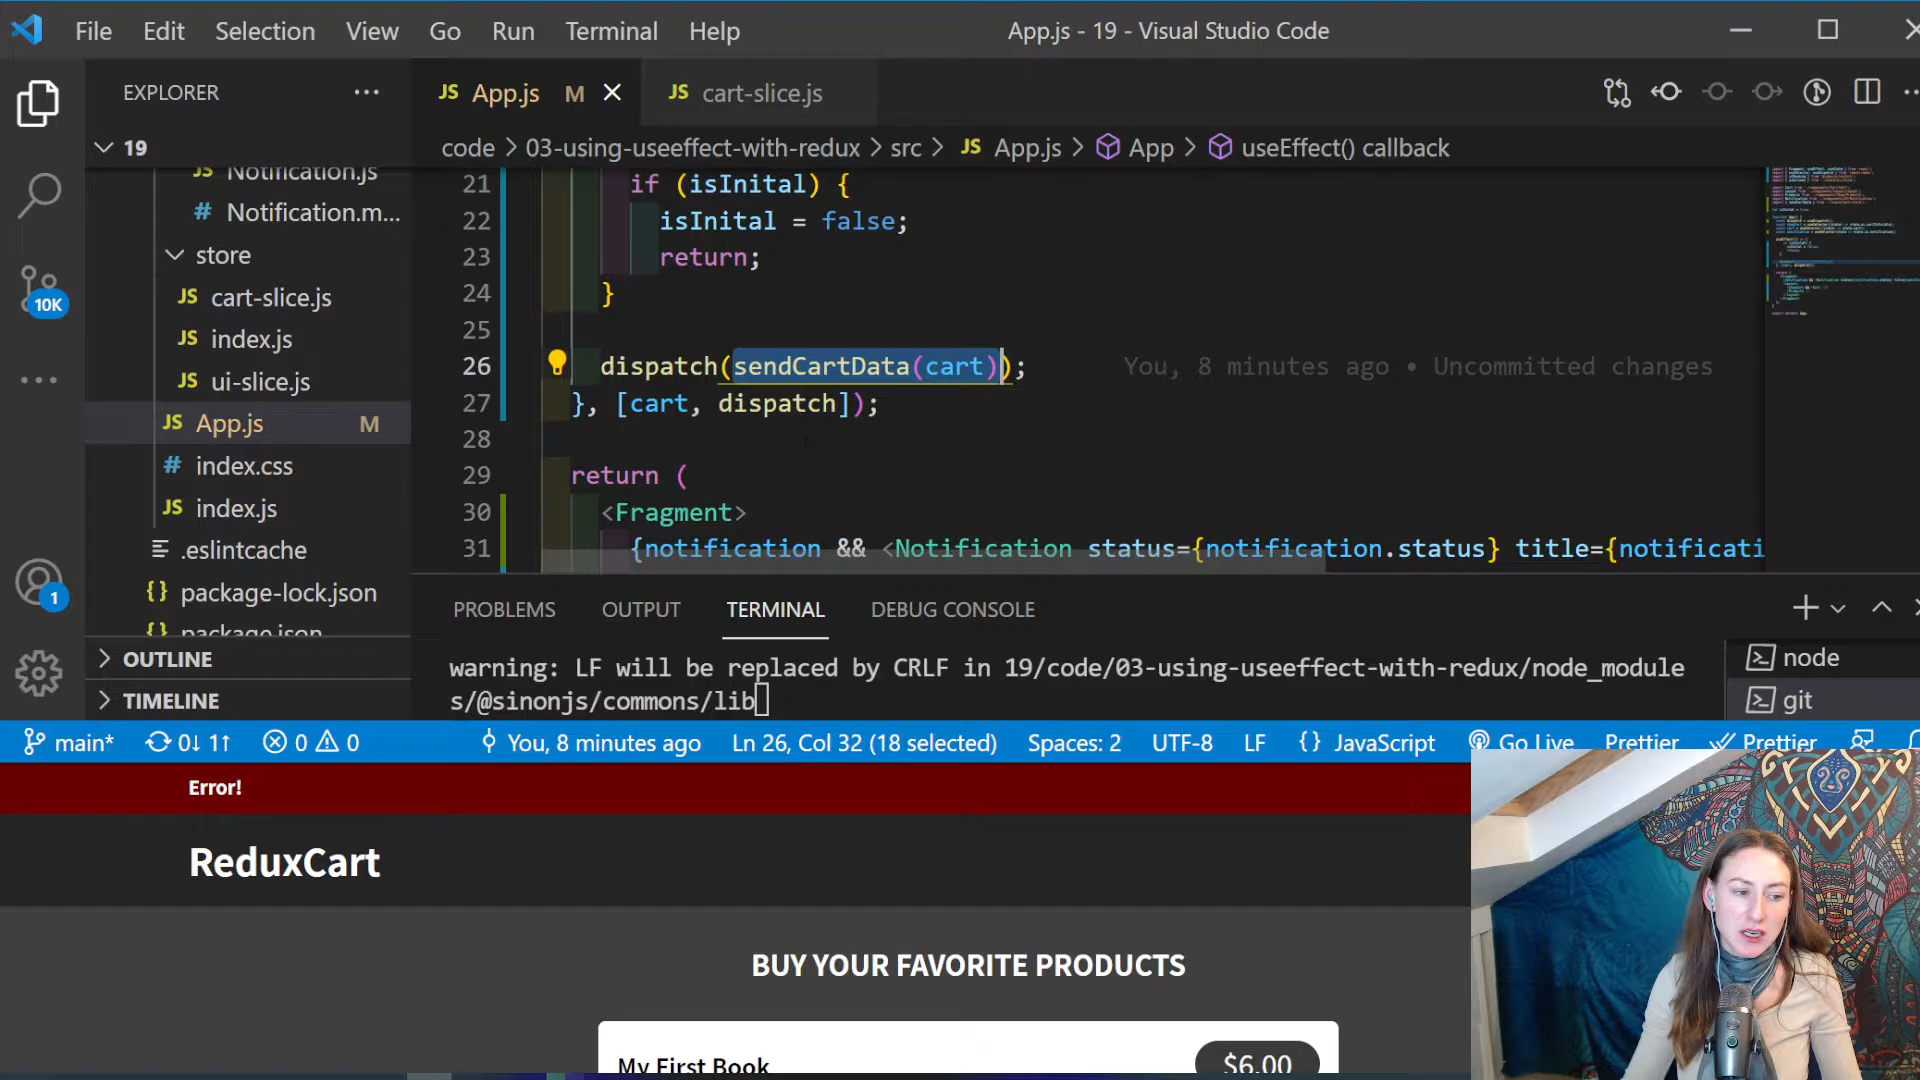 File Edit Selection View Go Run Terminal Help
App.js - 19 - Visual Studio Code
EXPLORER
JS App.js M
JS cart-slice.js
19
code > 03-using-useeffect-with-redux > src > JS App.js > App > useEffect() callback
Notification.js
# Notification.m...
store
JS cart-slice.js
JS index.js
JS ui-slice.js
JS App.js M
# index.css
JS index.js
.eslintcache
{} package-lock.json
{} package.json
OUTLINE
TIMELINE
10K
1
21 if (isInital) {
22 isInital = false;
23 return;
24 }
25
26 dispatch(sendCartData(cart)); You, 8 minutes ago • Uncommitted changes
27 }, [cart, dispatch]);
28
29 return (
30 <Fragment>
31 {notification && <Notification status={notification.status} title={notificati
PROBLEMS OUTPUT TERMINAL DEBUG CONSOLE
warning: LF will be replaced by CRLF in 19/code/03-using-useeffect-with-redux/node_module
s/@sinonjs/commons/lib
node
git
main* 0↓ 1↑ 0 0 You, 8 minutes ago Ln 26, Col 32 (18 selected) Spaces: 2 UTF-8 LF {} JavaScript Go Live Prettier Prettier
Error!
ReduxCart
BUY YOUR FAVORITE PRODUCTS
My First Book
$6.00